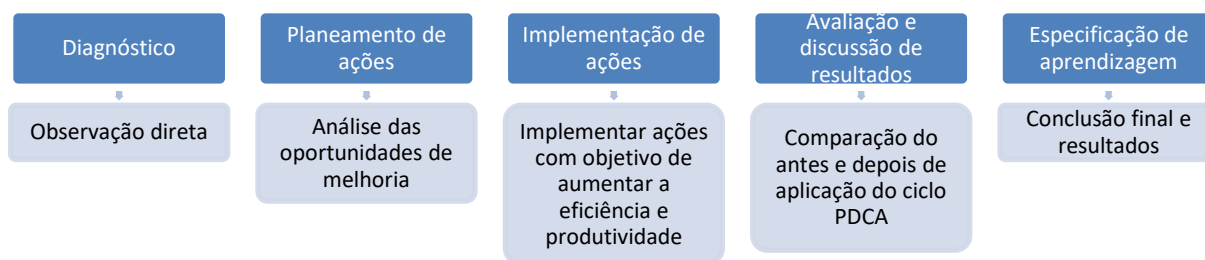 Diagnóstico
Observação direta
Planeamento de
ações
Análise das
oportunidades de
melhoria
Implementação de
ações
Implementar ações
com objetivo de
aumentar a
eficiência e
produtividade
Avaliação e
discussão de
resultados
Comparação do
antes e depois de
aplicação do ciclo
PDCA
Especificação de
aprendizagem
Conclusão final e
resultados